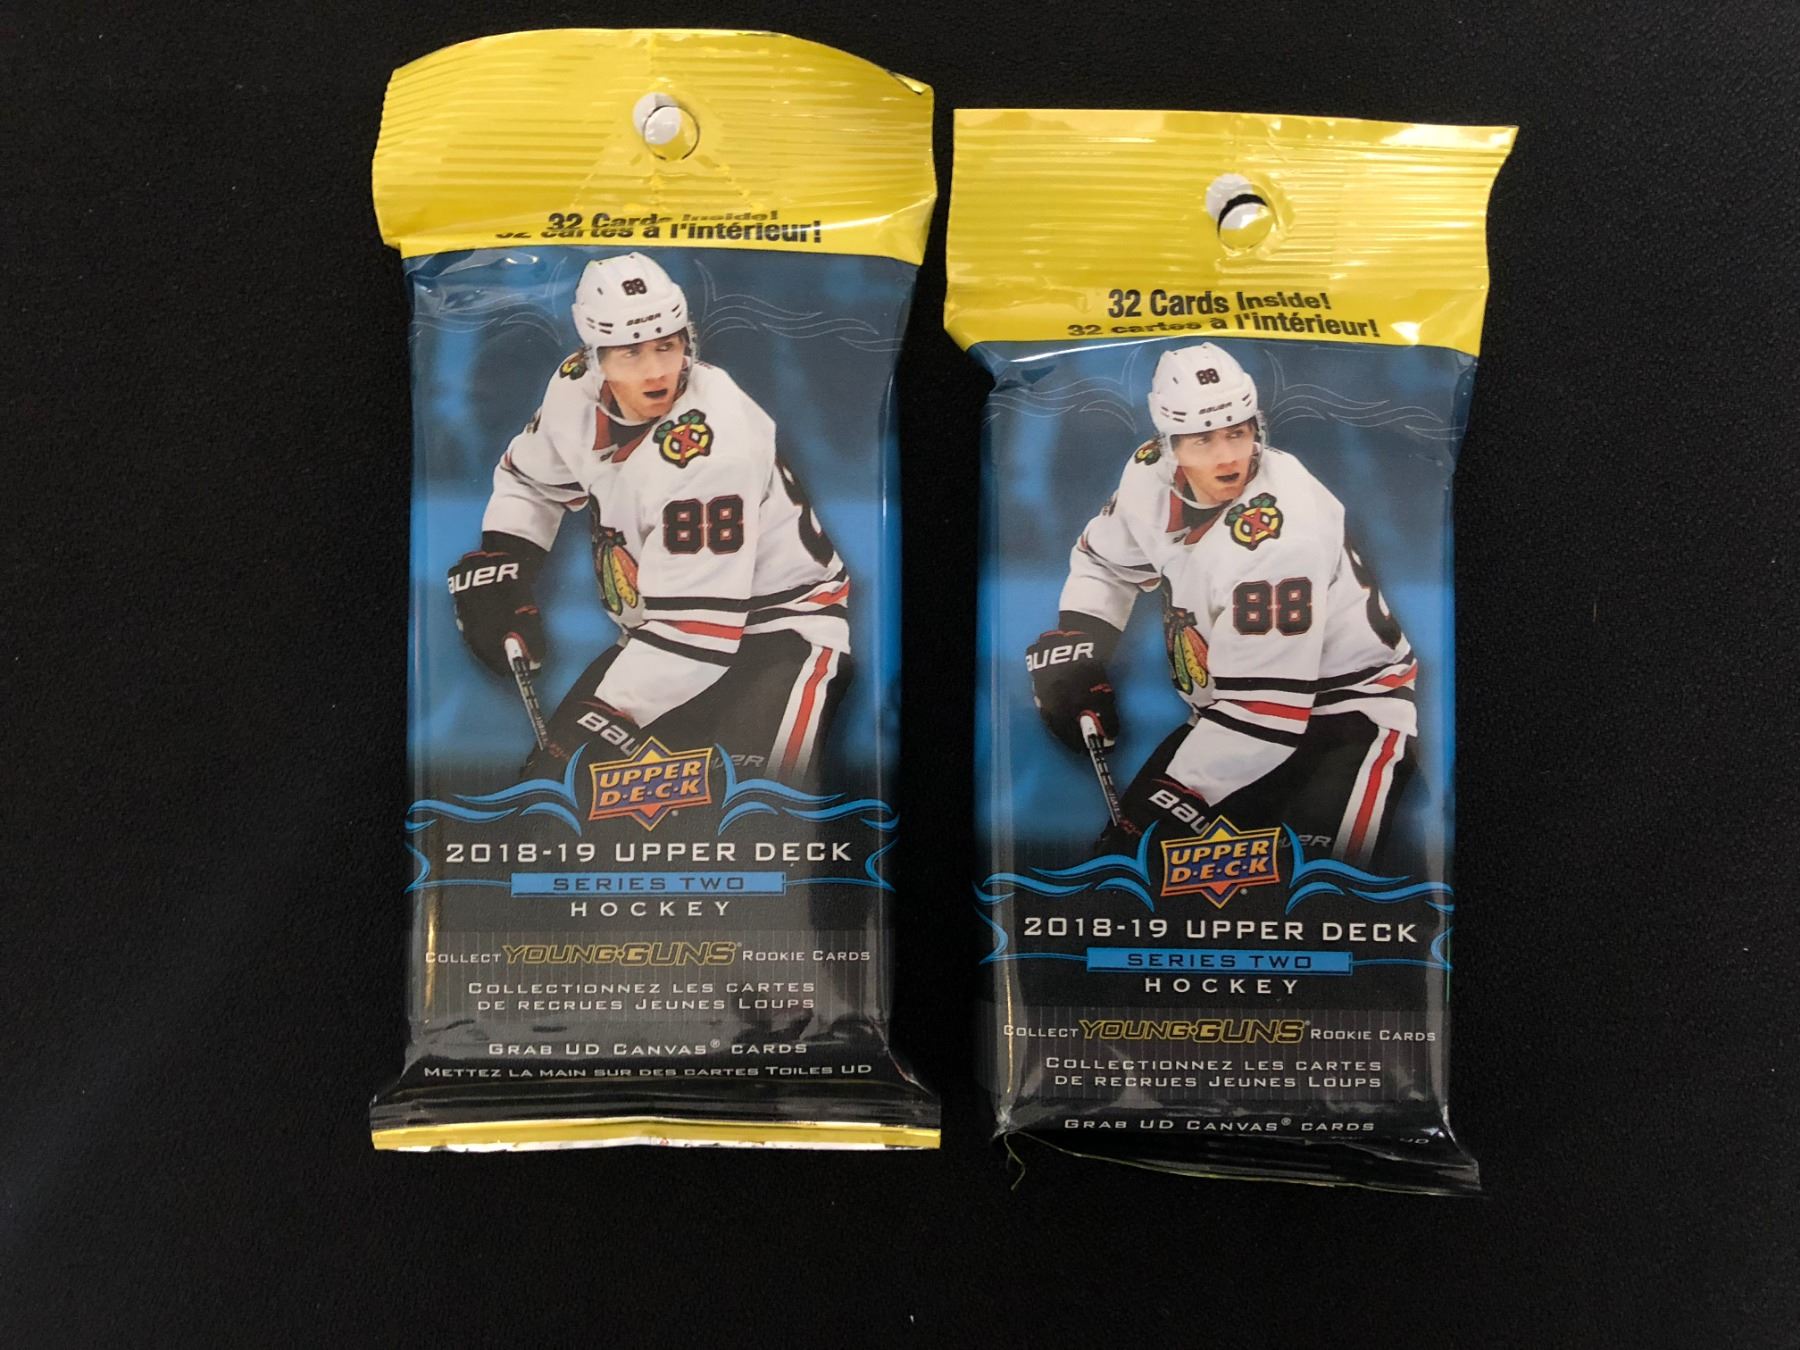 32 Cards Inside!
32 cartes à l'intérieur!
88
BAUER
88
BAUER
UPPER
D·E·C·K
2018-19 UPPER DECK
SERIES TWO
HOCKEY
COLLECT YOUNG·GUNS® ROOKIE CARDS
COLLECTIONNEZ LES CARTES
DE RECRUES JEUNES LOUPS
GRAB UD CANVAS® CARDS
METTEZ LA MAIN SUR DES CARTES TOILES UD
32 Cards Inside!
32 cartes à l'intérieur!
88
BAUER
88
BAUER
UPPER
D·E·C·K
2018-19 UPPER DECK
SERIES TWO
HOCKEY
COLLECT YOUNG·GUNS® ROOKIE CARDS
COLLECTIONNEZ LES CARTES
DE RECRUES JEUNES LOUPS
GRAB UD CANVAS® CARDS